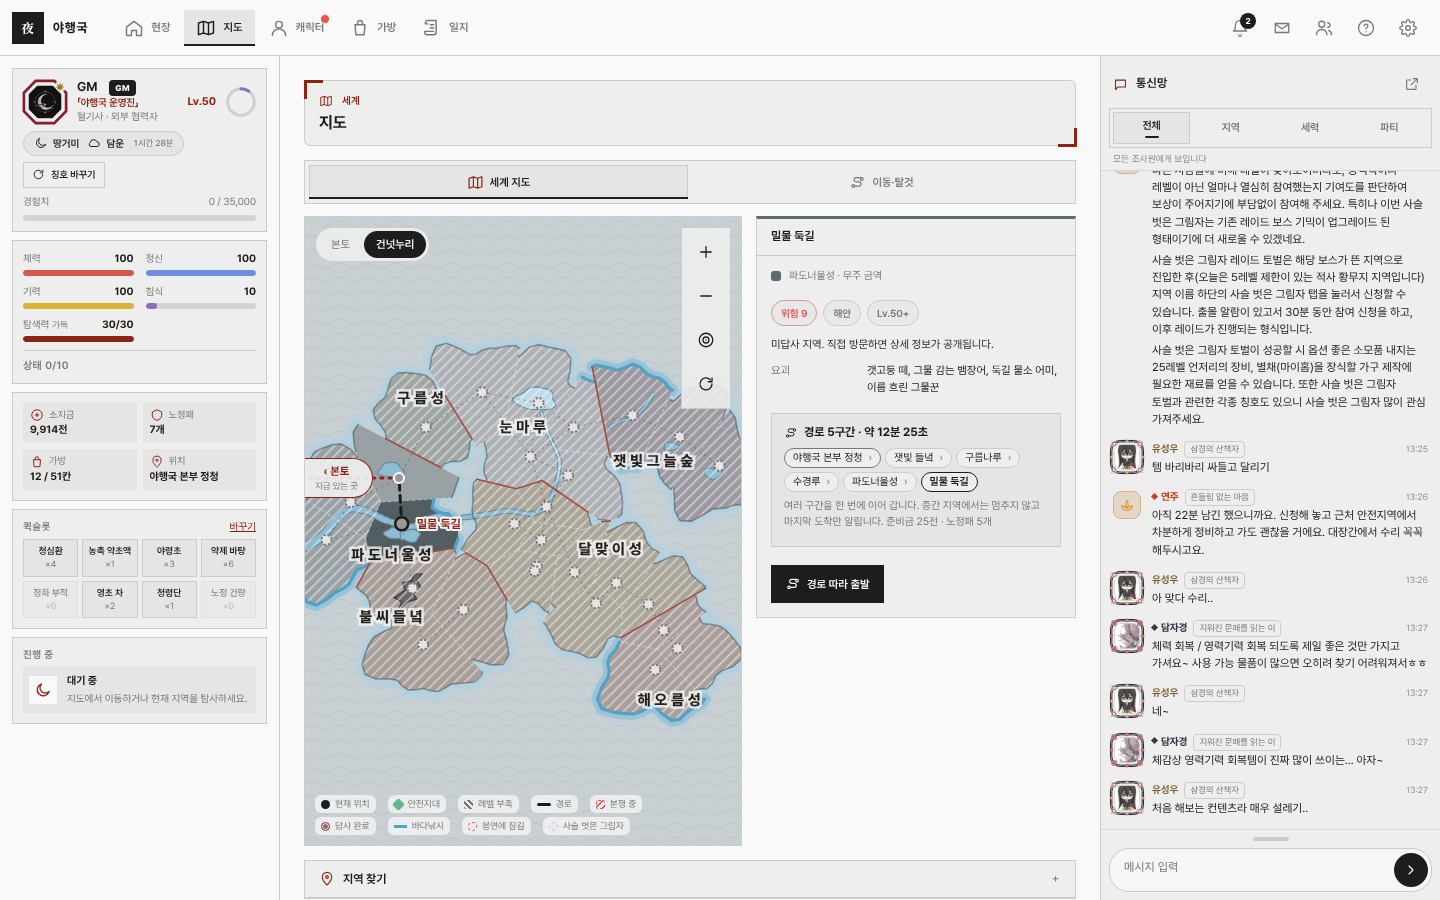 夜 야행국
현장
지도
캐릭터
가방
일지
2
GM GM
「야행국 운영진」
혈기사 · 외부 협력자
Lv.50
땅거미 담운 1시간 28분
칭호 바꾸기
경험치 0 / 35,000
체력 100 정신 100
기력 100 침식 10
탐색력 가득 30/30
상태 0/10
소지금
9,914전
노정패
7개
가방
12 / 51칸
위치
야행국 본부 정청
퀵슬롯 바꾸기
청심환
×4
농축 약초액
×1
야령초
×3
약제 바탕
×6
정화 부적
×0
영초 차
×2
청령단
×1
노정 건량
×0
진행 중
대기 중
지도에서 이동하거나 현재 지역을 탐사하세요.
세계
지도
세계 지도
이동·탈것
본토 건넛누리
구름성
눈마루
잿빛그늘숲
‹ 본토
지금 있는 곳
밀물 둑길
파도너울성
달맞이성
불씨들녘
해오름성
현재 위치 안전지대 레벨 부족 경로 분쟁 중
답사 완료 바다낚시 봉연에 잠김 사슬 벗은 그림자
밀물 둑길
파도너울성 · 무주 금역
위험 9 해안 Lv.50+
미답사 지역. 직접 방문하면 상세 정보가 공개됩니다.
요괴 갯고둥 떼, 그물 감는 뱀장어, 둑길 물소 어미,
이름 흐린 그물꾼
경로 5구간 · 약 12분 25초
야행국 본부 정청 › 잿빛 들녘 › 구름나루 ›
수경루 › 파도너울성 › 밀물 둑길
여러 구간을 한 번에 이어 갑니다. 중간 지역에서는 멈추지 않고
마지막 도착만 알립니다. 준비금 25전 · 노정패 5개
경로 따라 출발
지역 찾기 +
통신망
전체 지역 세력 파티
모든 조사원에게 보입니다
레벨이 아닌 얼마나 열심히 참여했는지 기여도를 판단하여
보상이 주어지기에 부담없이 참여해 주세요. 특히나 이번 사슬
벗은 그림자는 기존 레이드 보스 기믹이 업그레이드 된
형태이기에 더 새로울 수 있겠네요.
사슬 벗은 그림자 레이드 토벌은 해당 보스가 뜬 지역으로
진입한 후(오늘은 5레벨 제한이 있는 적사 황무지 지역입니다)
지역 이름 하단의 사슬 벗은 그림자 탭을 눌러서 신청할 수
있습니다. 출몰 알람이 있고서 30분 동안 참여 신청을 하고,
이후 레이드가 진행되는 형식입니다.
사슬 벗은 그림자 토벌이 성공할 시 옵션 좋은 소모품 내지는
25레벨 언저리의 장비, 별채(마이홈)을 장식할 가구 제작에
필요한 재료를 얻을 수 있습니다. 또한 사슬 벗은 그림자
토벌과 관련한 각종 칭호도 있으니 사슬 벗은 그림자 많이 관심
가져주세요.
유성우 삼경의 산책자 13:25
템 바리바리 싸들고 달리기
연주 흔들림 없는 마음 13:26
아직 22분 남긴 했으니까요. 신청해 놓고 근처 안전지역에서
차분하게 정비하고 가도 괜찮을 거에요. 대장간에서 수리 꼭꼭
해두시고요.
유성우 삼경의 산책자 13:26
아 맞다 수리..
담자경 지워진 문패를 읽는 이 13:27
체력 회복 / 영력기력 회복 되도록 제일 좋은 것만 가지고
가셔요~ 사용 가능 물품이 많으면 오히려 찾기 어려워져서ㅎㅎ
유성우 삼경의 산책자 13:27
네~
담자경 지워진 문패를 읽는 이 13:27
체감상 영력기력 회복템이 진짜 많이 쓰이는... 아자~
유성우 삼경의 산책자 13:27
처음 해보는 컨텐츠라 매우 설레기..
메시지 입력